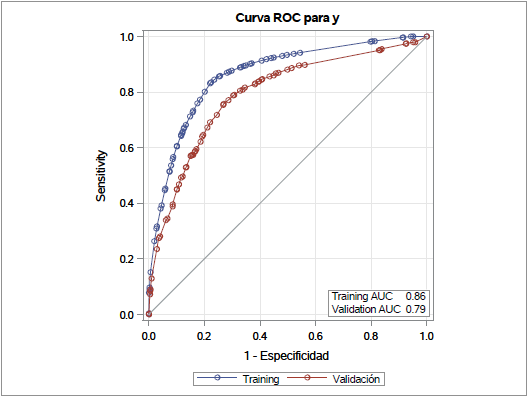 Curva ROC para y
1.0
0.8
0.6
0.4
0.2
0.0
Sensitivity
Training AUC 0.86
Validation AUC 0.79
0.0 0.2 0.4 0.6 0.8 1.0
1 - Especificidad
Training Validación